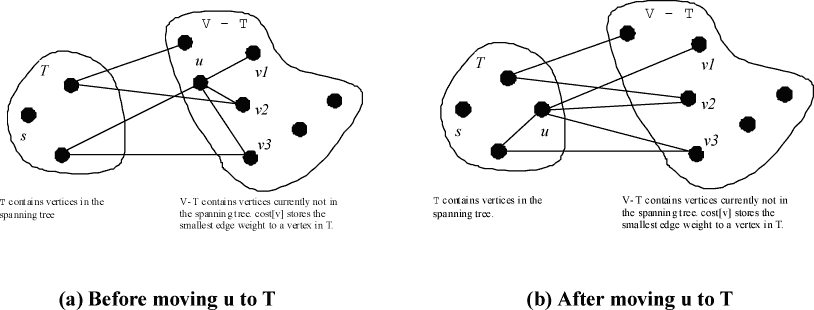 V - T
T
u
v1
v2
s
v3
T contains vertices in the
spanning tree
V-T contains vertices currently not in
the spanning tree. cost[v] stores the
smallest edge weight to a vertex in T.
(a) Before moving u to T
V - T
T
v1
v2
s
u
v3
T contains vertices in the
spanning tree.
V-T contains vertices currently not in
the spanning tree. cost[v] stores the
smallest edge weight to a vertex in T.
(b) After moving u to T